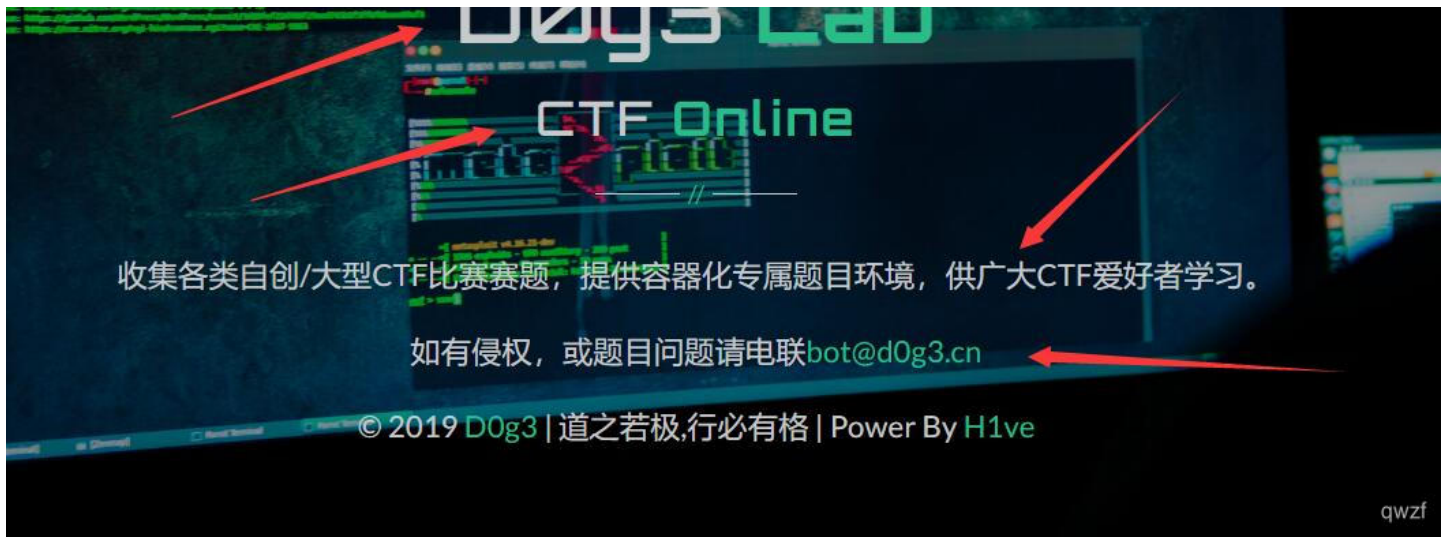 D0g3 Lab
CTF Online
//
收集各类自创/大型CTF比赛赛题，提供容器化专属题目环境，供广大CTF爱好者学习。
如有侵权，或题目问题请电联bot@d0g3.cn
© 2019 D0g3 | 道之若极,行必有格 | Power By H1ve
qwzf